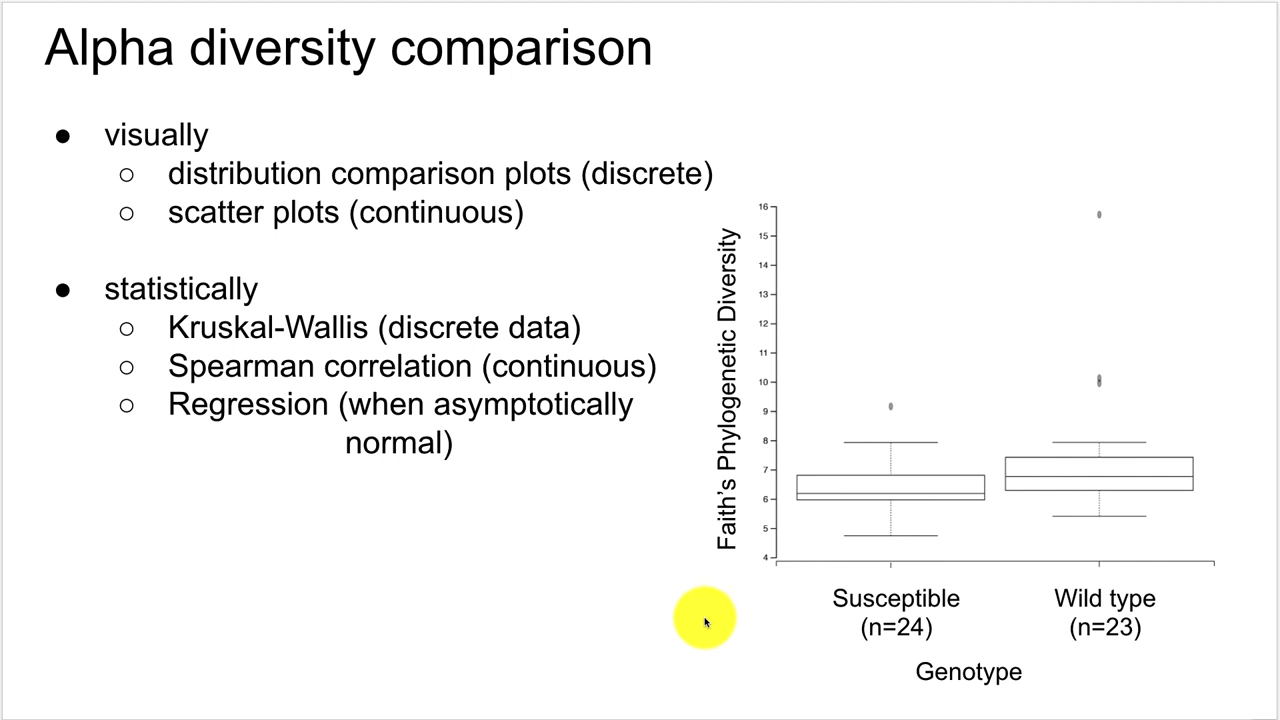 Alpha diversity comparison
● visually
○ distribution comparison plots (discrete)
○ scatter plots (continuous)
● statistically
○ Kruskal-Wallis (discrete data)
○ Spearman correlation (continuous)
○ Regression (when asymptotically
normal)
Faith's Phylogenetic Diversity
16
15
14
13
12
11
10
9
8
7
6
5
4
Susceptible
(n=24)
Wild type
(n=23)
Genotype